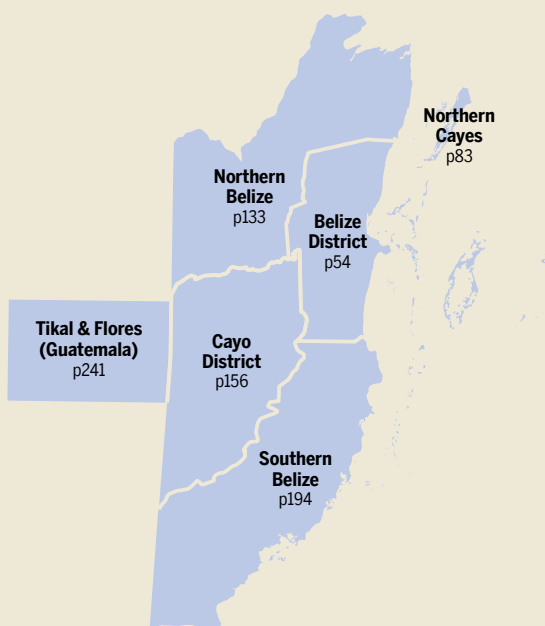 Northern
Cayes
p83
Northern
Belize
p133
Belize
District
p54
Tikal & Flores
(Guatemala)
p241
Cayo
District
p156
Southern
Belize
p194